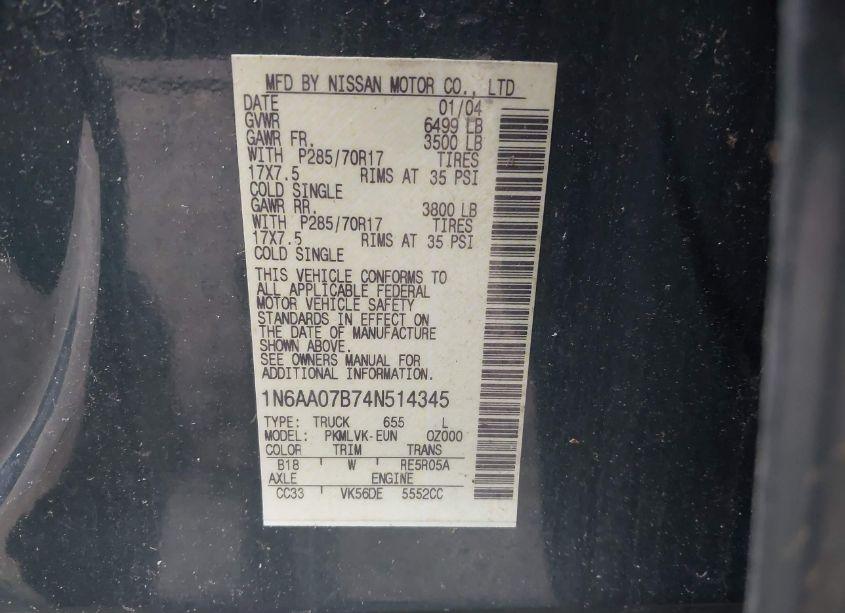 MFD BY NISSAN MOTOR CO., LTD
DATE 01/04
GVWR 6499 LB
GAWR FR. 3500 LB
WITH P285/70R17 TIRES
17X7.5 RIMS AT 35 PSI
COLD SINGLE
GAWR RR. 3800 LB
WITH P285/70R17 TIRES
17X7.5 RIMS AT 35 PSI
COLD SINGLE
THIS VEHICLE CONFORMS TO
ALL APPLICABLE FEDERAL
MOTOR VEHICLE SAFETY
STANDARDS IN EFFECT ON
THE DATE OF MANUFACTURE
SHOWN ABOVE.
SEE OWNERS MANUAL FOR
ADDITIONAL INFORMATION.
1N6AA07B74N514345
TYPE: TRUCK 655 L
MODEL: PKMLVK-EUN OZ000
COLOR TRIM TRANS
B18 W RE5R05A
AXLE ENGINE
CC33 VK56DE 5552CC